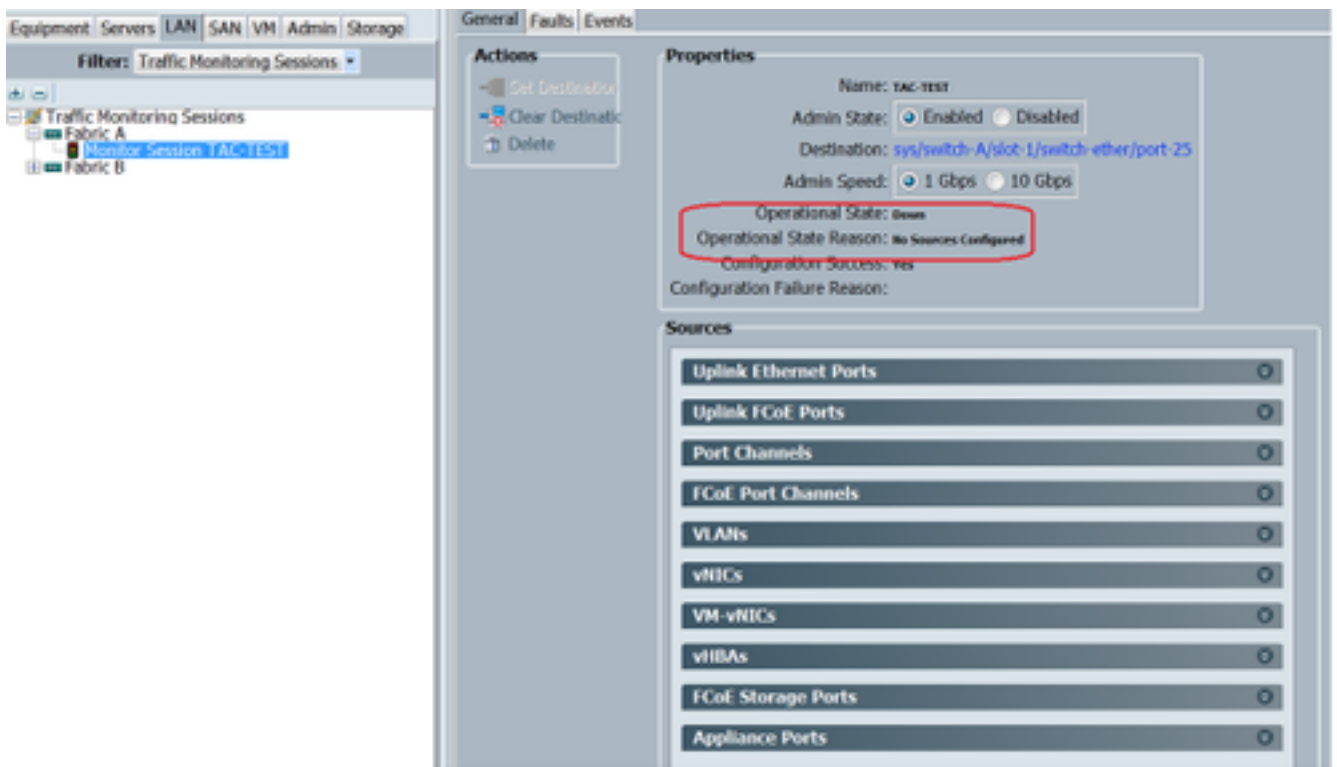 Equipment Servers LAN SAN VM Admin Storage
Filter: Traffic Monitoring Sessions
Traffic Monitoring Sessions
Fabric A
Monitor Session TAC-TEST
Fabric B
General Faults Events
Actions
Set Destination
Clear Destinatic
Delete
Properties
Name: TAC-TEST
Admin State: Enabled Disabled
Destination: sys/switch-A/slot-1/switch-ether/port-25
Admin Speed: 1 Gbps 10 Gbps
Operational State: Down
Operational State Reason: No Sources Configured
Configuration Success: Yes
Configuration Failure Reason:
Sources
Uplink Ethernet Ports
Uplink FCoE Ports
Port Channels
FCoE Port Channels
VLANs
vNICs
VM-vNICs
vHBAs
FCoE Storage Ports
Appliance Ports